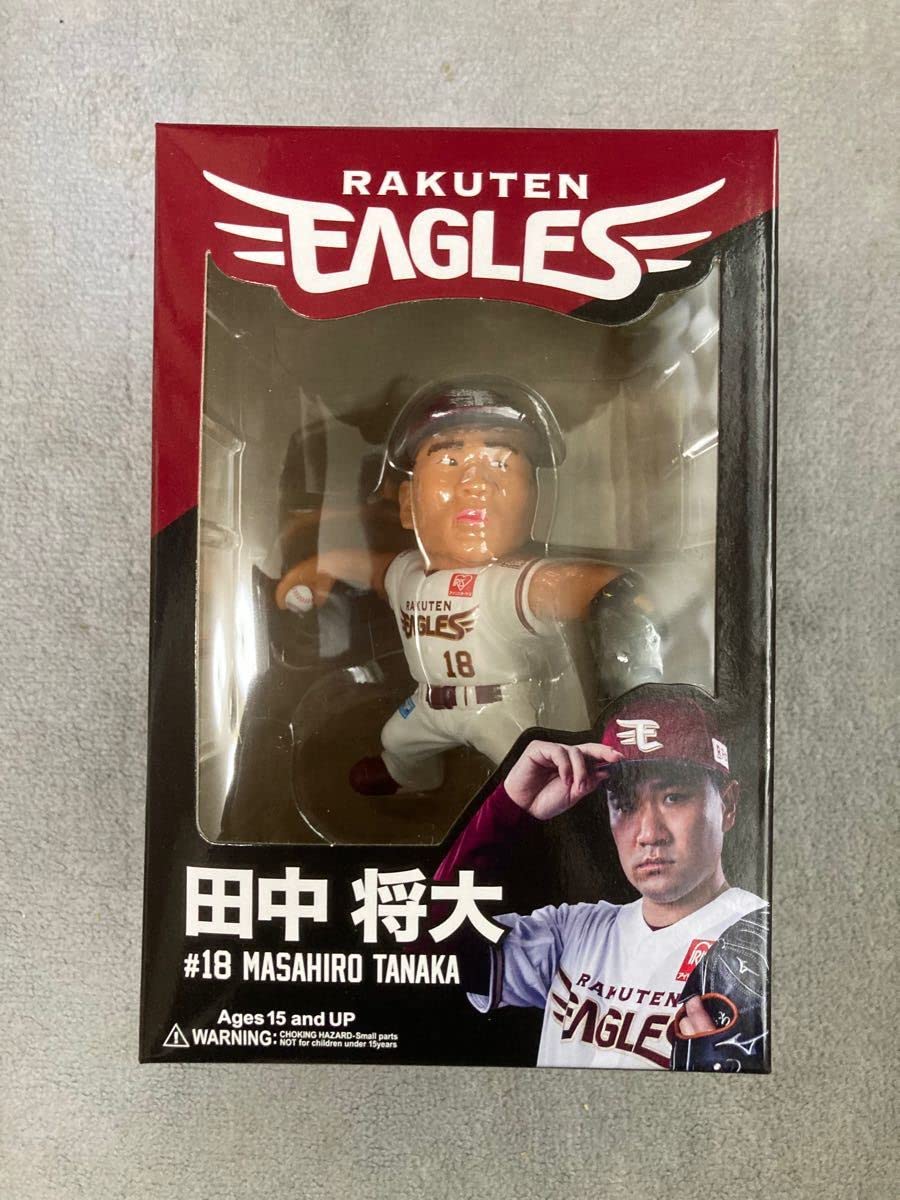 RAKUTEN
EAGLES
RAKUTEN
EAGLES
18
田中 将大
#18 MASAHIRO TANAKA
RAKUTEN
EAGLES
Ages 15 and UP
WARNING: CHOKING HAZARD-Small parts
NOT for children under 15years